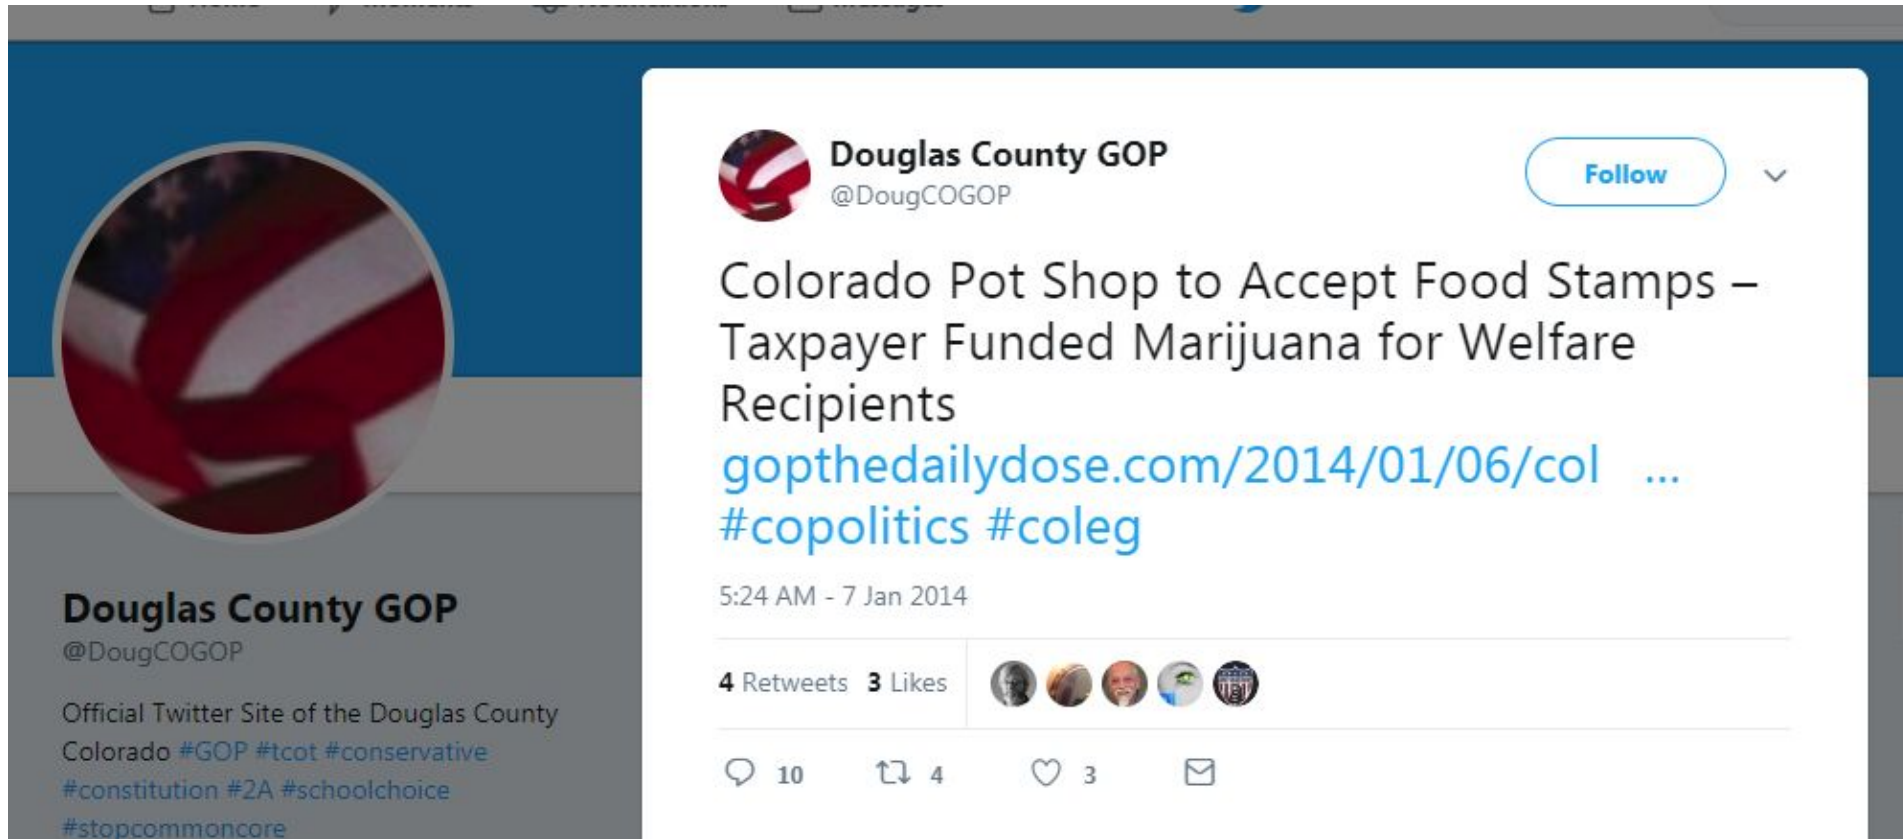 Douglas County GOP
@DougCOGOP
Official Twitter Site of the Douglas County
Colorado #GOP #tcot #conservative
#constitution #2A #schoolchoice
#stopcommoncore
Douglas County GOP
@DougCOGOP
Follow
Colorado Pot Shop to Accept Food Stamps –
Taxpayer Funded Marijuana for Welfare
Recipients
gopthedailydose.com/2014/01/06/col ...
#copolitics #coleg
5:24 AM - 7 Jan 2014
4 Retweets 3 Likes
10 4 3